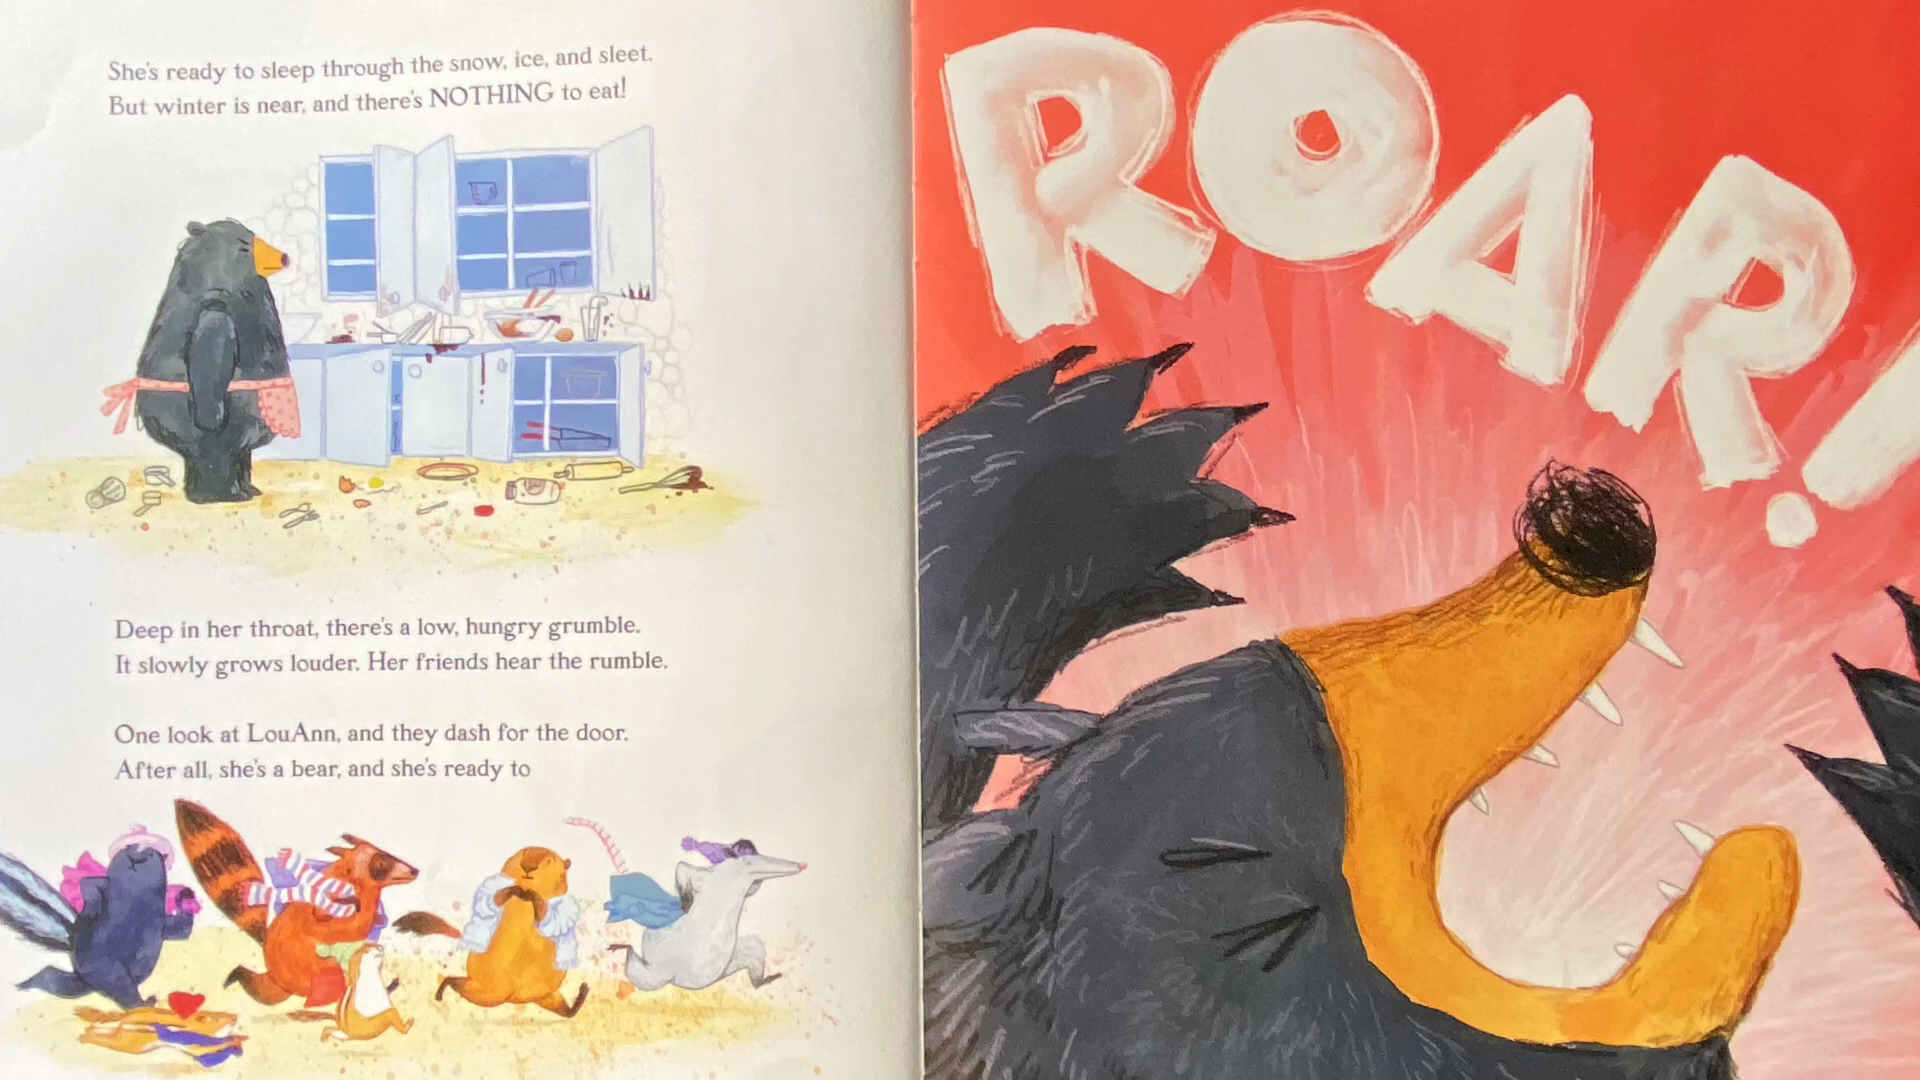 She's ready to sleep through the snow, ice, and sleet.
But winter is near, and there's NOTHING to eat!
Deep in her throat, there's a low, hungry grumble.
It slowly grows louder. Her friends hear the rumble.
One look at LouAnn, and they dash for the door.
After all, she's a bear, and she's ready to
ROAR!